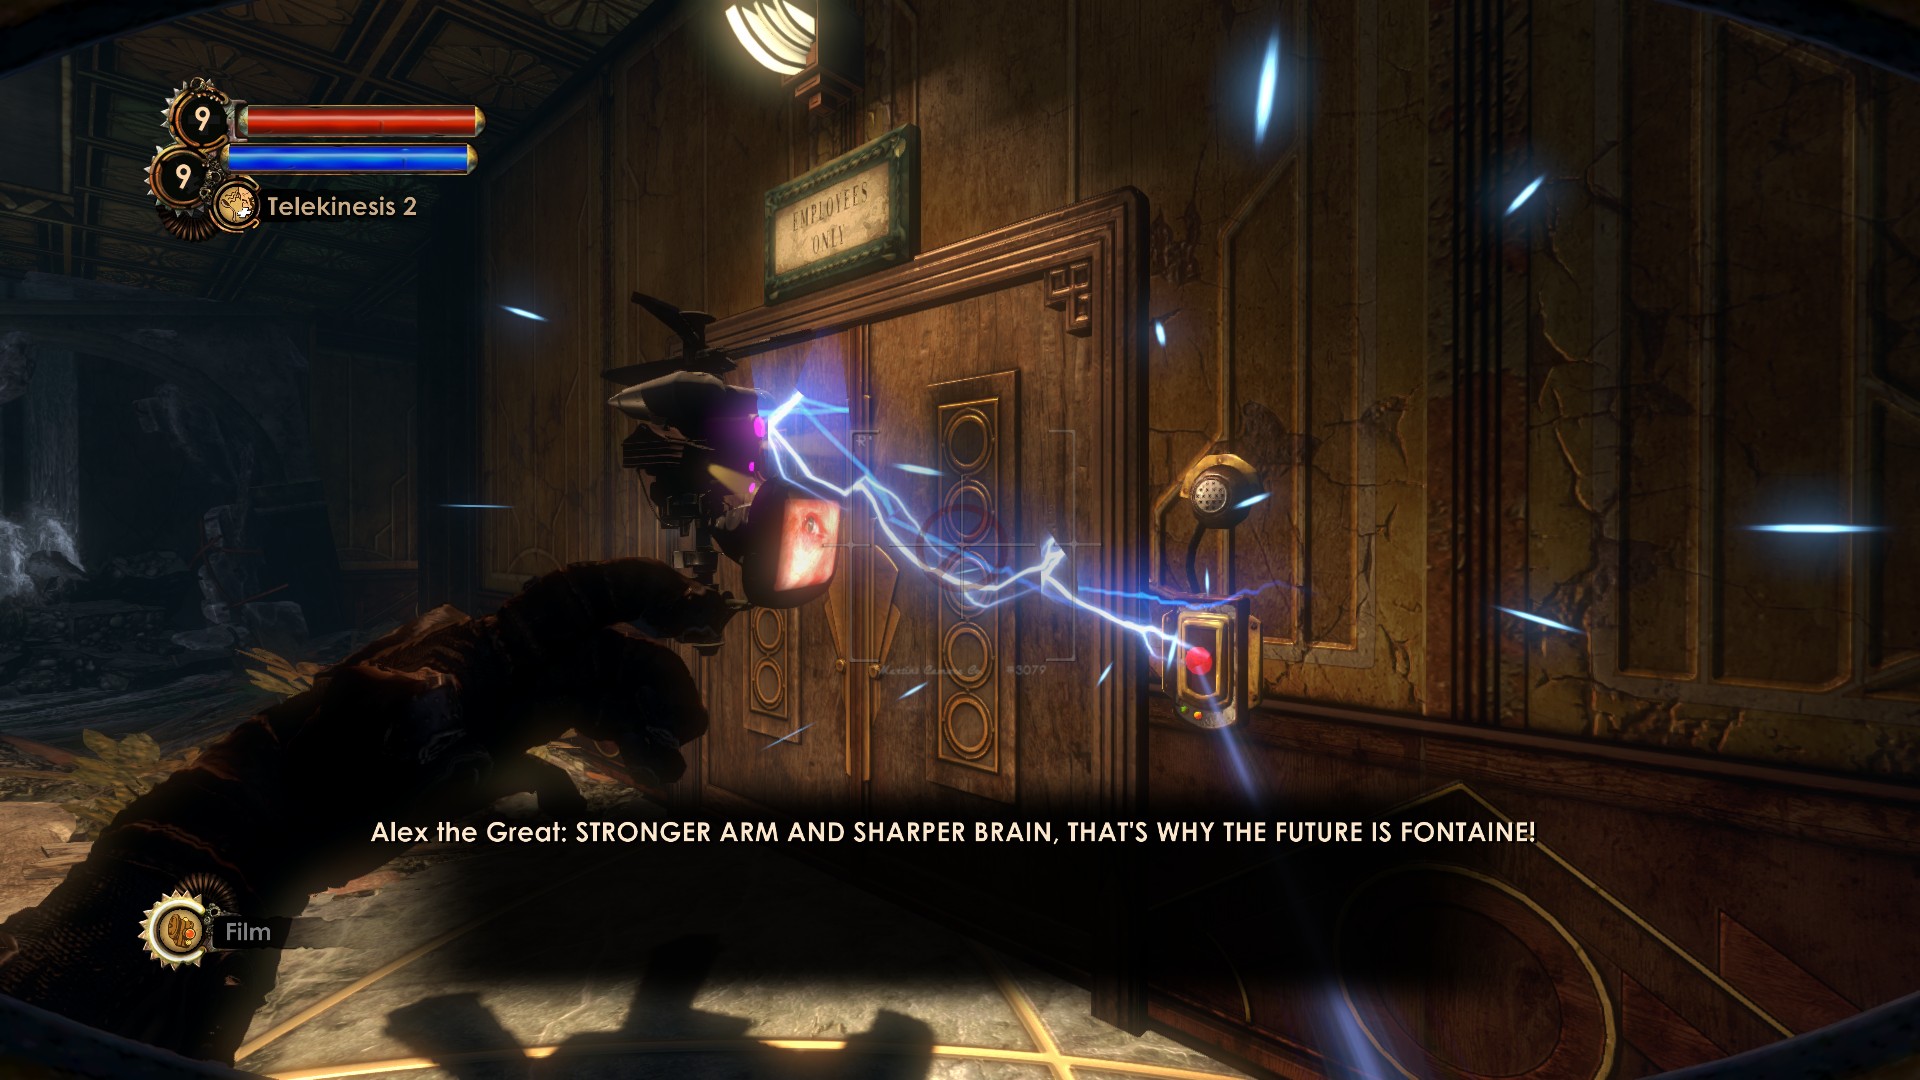 9
9
Telekinesis 2
EMPLOYEES
ONLY
#3079
Alex the Great: STRONGER ARM AND SHARPER BRAIN, THAT'S WHY THE FUTURE IS FONTAINE!
Film